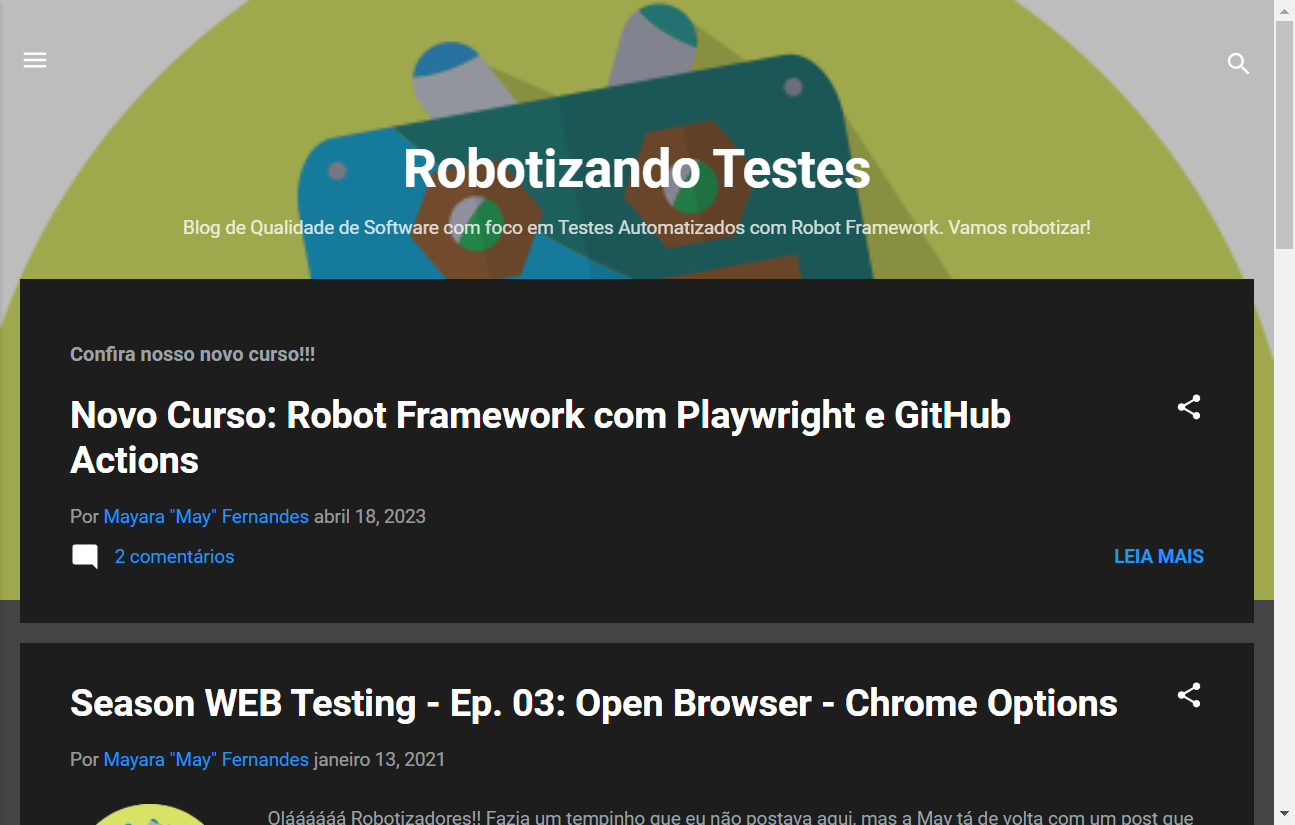 Robotizando Testes
Blog de Qualidade de Software com foco em Testes Automatizados com Robot Framework. Vamos robotizar!
Confira nosso novo curso!!!
Novo Curso: Robot Framework com Playwright e GitHub
Actions
Por Mayara "May" Fernandes abril 18, 2023
2 comentários
LEIA MAIS
Season WEB Testing - Ep. 03: Open Browser - Chrome Options
Por Mayara "May" Fernandes janeiro 13, 2021
Oláááááá Robotizadores!! Fazia um tempinho que eu não postava aqui, mas a May tá de volta com um post que